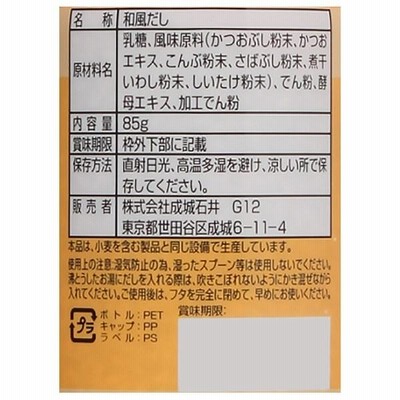 名　称 和風だし
原材料名 乳糖、風味原料(かつおぶし粉末、かつお
エキス、こんぶ粉末、さばぶし粉末、煮干
いわし粉末、しいたけ粉末)、でん粉、酵
母エキス、加工でん粉
内容量 85g
賞味期限 枠外下部に記載
保存方法 直射日光、高温多湿を避け、涼しい所で保
存してください。
販売者 株式会社成城石井　G12
東京都世田谷区成城6-11-4
本品は、小麦を含む製品と同じ設備で生産しています。
使用上の注意:湿気防止の為、湿ったスプーン等は使用しないでください。
沸とうしたお湯にだしを入れる際は、吹きこぼれないようにかき混ぜながら
入れてください。ご使用後は、フタを完全に閉めて、早めにお使いください。
プラ
ボトル:PET
キャップ:PP
ラベル:PS
賞味期限: